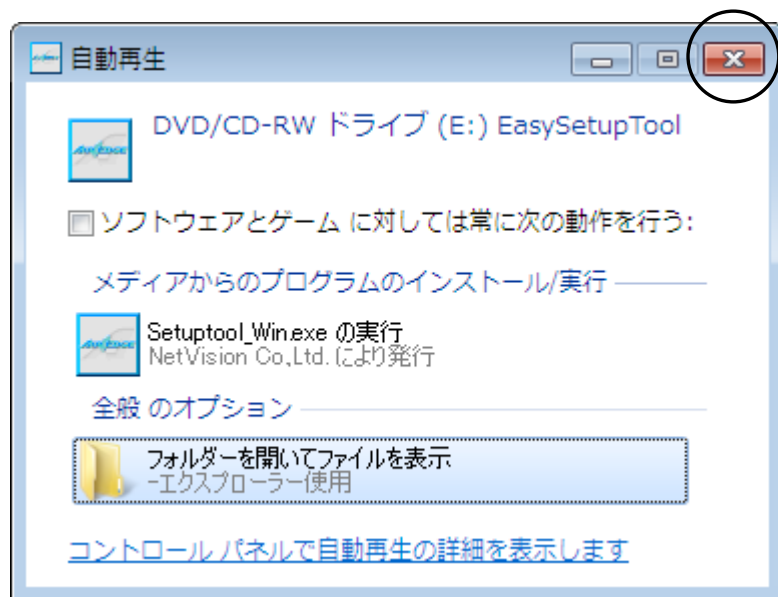 自動再生
DVD/CD-RW ドライブ (E:) EasySetupTool
ソフトウェアとゲーム に対しては常に次の動作を行う:
メディアからのプログラムのインストール/実行
Setuptool_Win.exe の実行
NetVision Co,Ltd. により発行
全般 のオプション
フォルダーを開いてファイルを表示
-エクスプローラー使用
コントロール パネルで自動再生の詳細を表示します